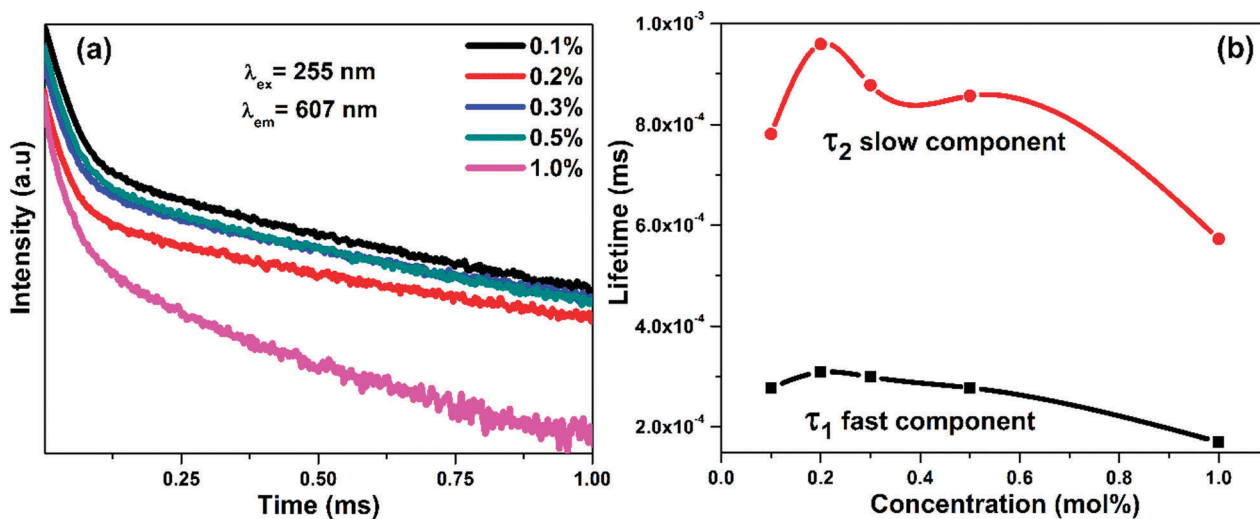 (a)
λex= 255 nm
λem= 607 nm
0.1%
0.2%
0.3%
0.5%
1.0%
Intensity (a.u)
0.25
0.50
0.75
1.00
Time (ms)
(b)
1.0x10-3
8.0x10-4
6.0x10-4
4.0x10-4
2.0x10-4
Lifetime (ms)
τ2 slow component
τ1 fast component
0.0
0.2
0.4
0.6
0.8
1.0
Concentration (mol%)